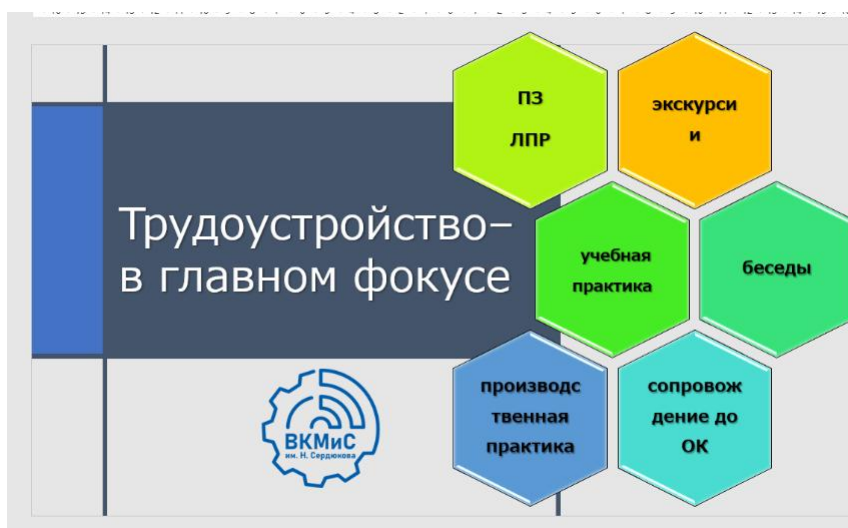 Трудоустройство–
в главном фокусе
ПЗ
ЛПР
экскурси
и
учебная
практика
беседы
производс
твенная
практика
сопровож
дение до
ОК
ВКМиС
им. Н. Сердюкова